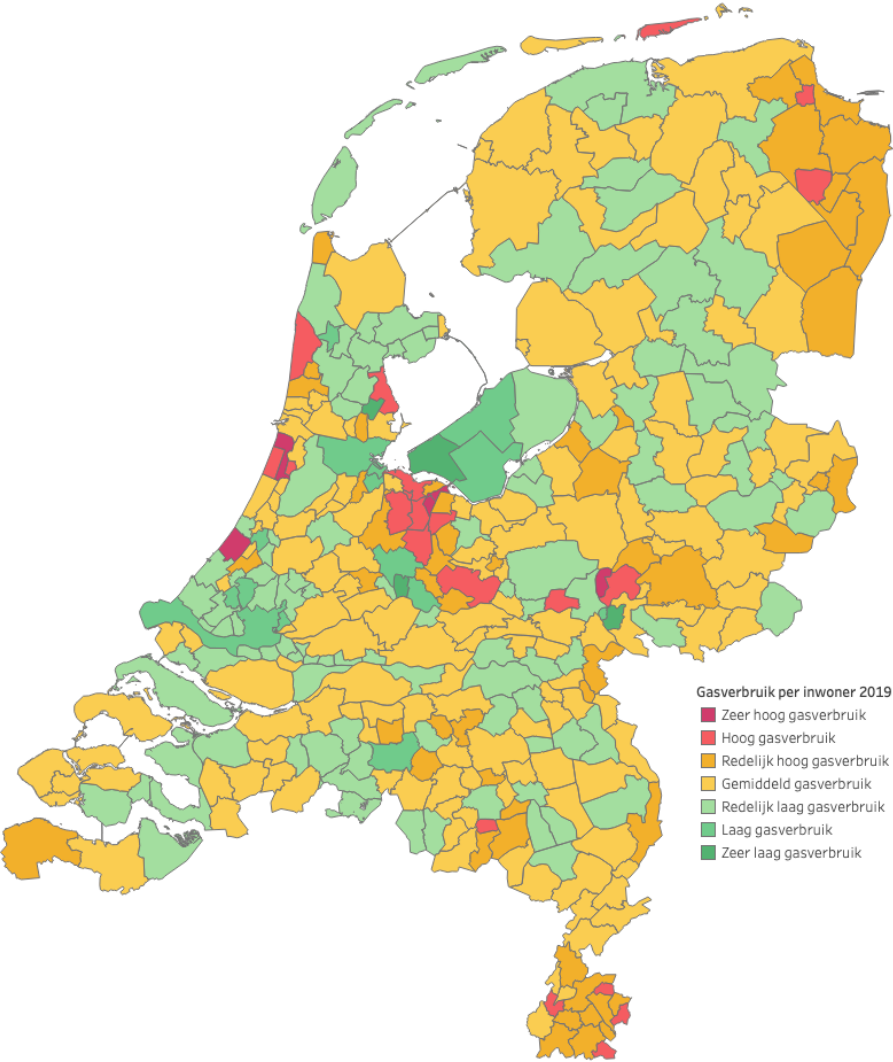 Gasverbruik per inwoner 2019
Zeer hoog gasverbruik
Hoog gasverbruik
Redelijk hoog gasverbruik
Gemiddeld gasverbruik
Redelijk laag gasverbruik
Laag gasverbruik
Zeer laag gasverbruik